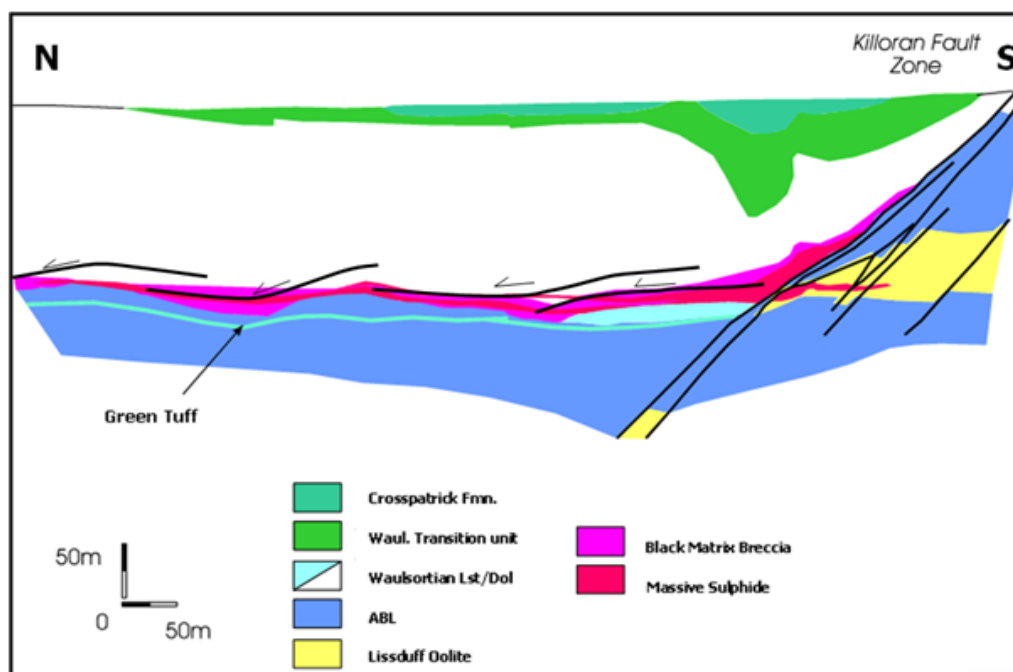 N
Killoran Fault
Zone
S
Green Tuff
Crosspatrick Fmn.
Waul. Transition unit
Waulsortian Lst/Dol
ABL
Lissduff Oolite
Black Matrix Breccia
Massive Sulphide
50m
0
50m